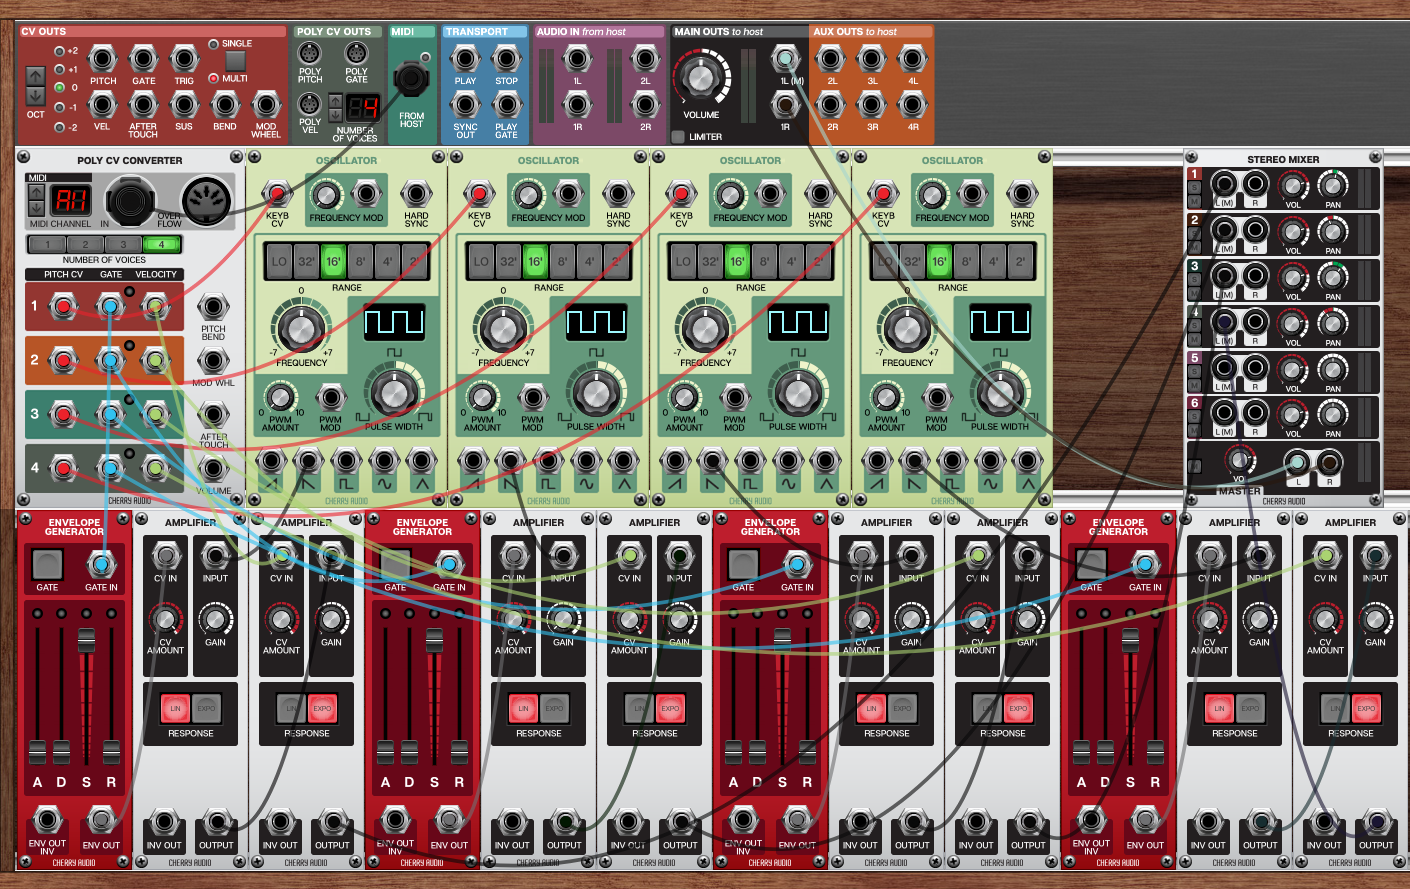 CV OUTS
+2
+1
0
-1
-2
OCT
PITCH
GATE
TRIG
SINGLE
MULTI
VEL
AFTER
TOUCH
SUS
BEND
MOD
WHEEL
POLY CV OUTS
POLY
PITCH
POLY
GATE
POLY
VEL
4
NUMBER
OF VOICES
MIDI
FROM
HOST
TRANSPORT
PLAY
STOP
SYNC
OUT
PLAY
GATE
AUDIO IN from host
1L
2L
1R
2R
MAIN OUTS to host
VOLUME
LIMITER
1L (M)
1R
AUX OUTS to host
2L
3L
4L
2R
3R
4R
POLY CV CONVERTER
MIDI
MIDI CHANNEL
IN
OVER
FLOW
1
2
3
4
NUMBER OF VOICES
PITCH CV
GATE
VELOCITY
1
2
3
4
PITCH
BEND
MOD WHL
AFTER
TOUCH
VOLUME
CHERRY AUDIO
OSCILLATOR
KEYB
CV
FREQUENCY MOD
HARD
SYNC
LO
32'
16'
8'
4'
2'
RANGE
0
-7
+7
FREQUENCY
0
10
PWM
AMOUNT
PWM
MOD
PULSE WIDTH
CHERRY AUDIO
OSCILLATOR
KEYB
CV
FREQUENCY MOD
HARD
SYNC
LO
32'
16'
8'
4'
2'
RANGE
0
-7
+7
FREQUENCY
0
10
PWM
AMOUNT
PWM
MOD
PULSE WIDTH
CHERRY AUDIO
OSCILLATOR
KEYB
CV
FREQUENCY MOD
HARD
SYNC
LO
32'
16'
8'
4'
2'
RANGE
0
-7
+7
FREQUENCY
0
10
PWM
AMOUNT
PWM
MOD
PULSE WIDTH
CHERRY AUDIO
OSCILLATOR
KEYB
CV
FREQUENCY MOD
HARD
SYNC
LO
32'
16'
8'
4'
2'
RANGE
0
-7
+7
FREQUENCY
0
10
PWM
AMOUNT
PWM
MOD
PULSE WIDTH
CHERRY AUDIO
STEREO MIXER
1
S
M
L(M)
R
VOL
PAN
2
S
M
L(M)
R
VOL
PAN
3
S
M
L(M)
R
VOL
PAN
4
S
M
L(M)
R
VOL
PAN
5
S
M
L(M)
R
VOL
PAN
6
S
M
L(M)
R
VOL
PAN
MASTER
L
R
CHERRY AUDIO
ENVELOPE
GENERATOR
GATE
GATE IN
A
D
S
R
ENV OUT
INV
ENV OUT
CHERRY AUDIO
AMPLIFIER
CV IN
INPUT
CV
AMOUNT
GAIN
LIN
EXPO
RESPONSE
INV OUT
OUTPUT
CHERRY AUDIO
AMPLIFIER
CV IN
INPUT
CV
AMOUNT
GAIN
LIN
EXPO
RESPONSE
INV OUT
OUTPUT
CHERRY AUDIO
ENVELOPE
GENERATOR
GATE
GATE IN
A
D
S
R
ENV OUT
INV
ENV OUT
CHERRY AUDIO
AMPLIFIER
CV IN
INPUT
CV
AMOUNT
GAIN
LIN
EXPO
RESPONSE
INV OUT
OUTPUT
CHERRY AUDIO
AMPLIFIER
CV IN
INPUT
CV
AMOUNT
GAIN
LIN
EXPO
RESPONSE
INV OUT
OUTPUT
CHERRY AUDIO
ENVELOPE
GENERATOR
GATE
GATE IN
A
D
S
R
ENV OUT
INV
ENV OUT
CHERRY AUDIO
AMPLIFIER
CV IN
INPUT
CV
AMOUNT
GAIN
LIN
EXPO
RESPONSE
INV OUT
OUTPUT
CHERRY AUDIO
AMPLIFIER
CV IN
INPUT
CV
AMOUNT
GAIN
LIN
EXPO
RESPONSE
INV OUT
OUTPUT
CHERRY AUDIO
ENVELOPE
GENERATOR
GATE
GATE IN
A
D
S
R
ENV OUT
INV
ENV OUT
CHERRY AUDIO
AMPLIFIER
CV IN
INPUT
CV
AMOUNT
GAIN
LIN
EXPO
RESPONSE
INV OUT
OUTPUT
CHERRY AUDIO
AMPLIFIER
CV IN
INPUT
CV
AMOUNT
GAIN
LIN
EXPO
RESPONSE
INV OUT
OUTPUT
CHERRY AUDIO